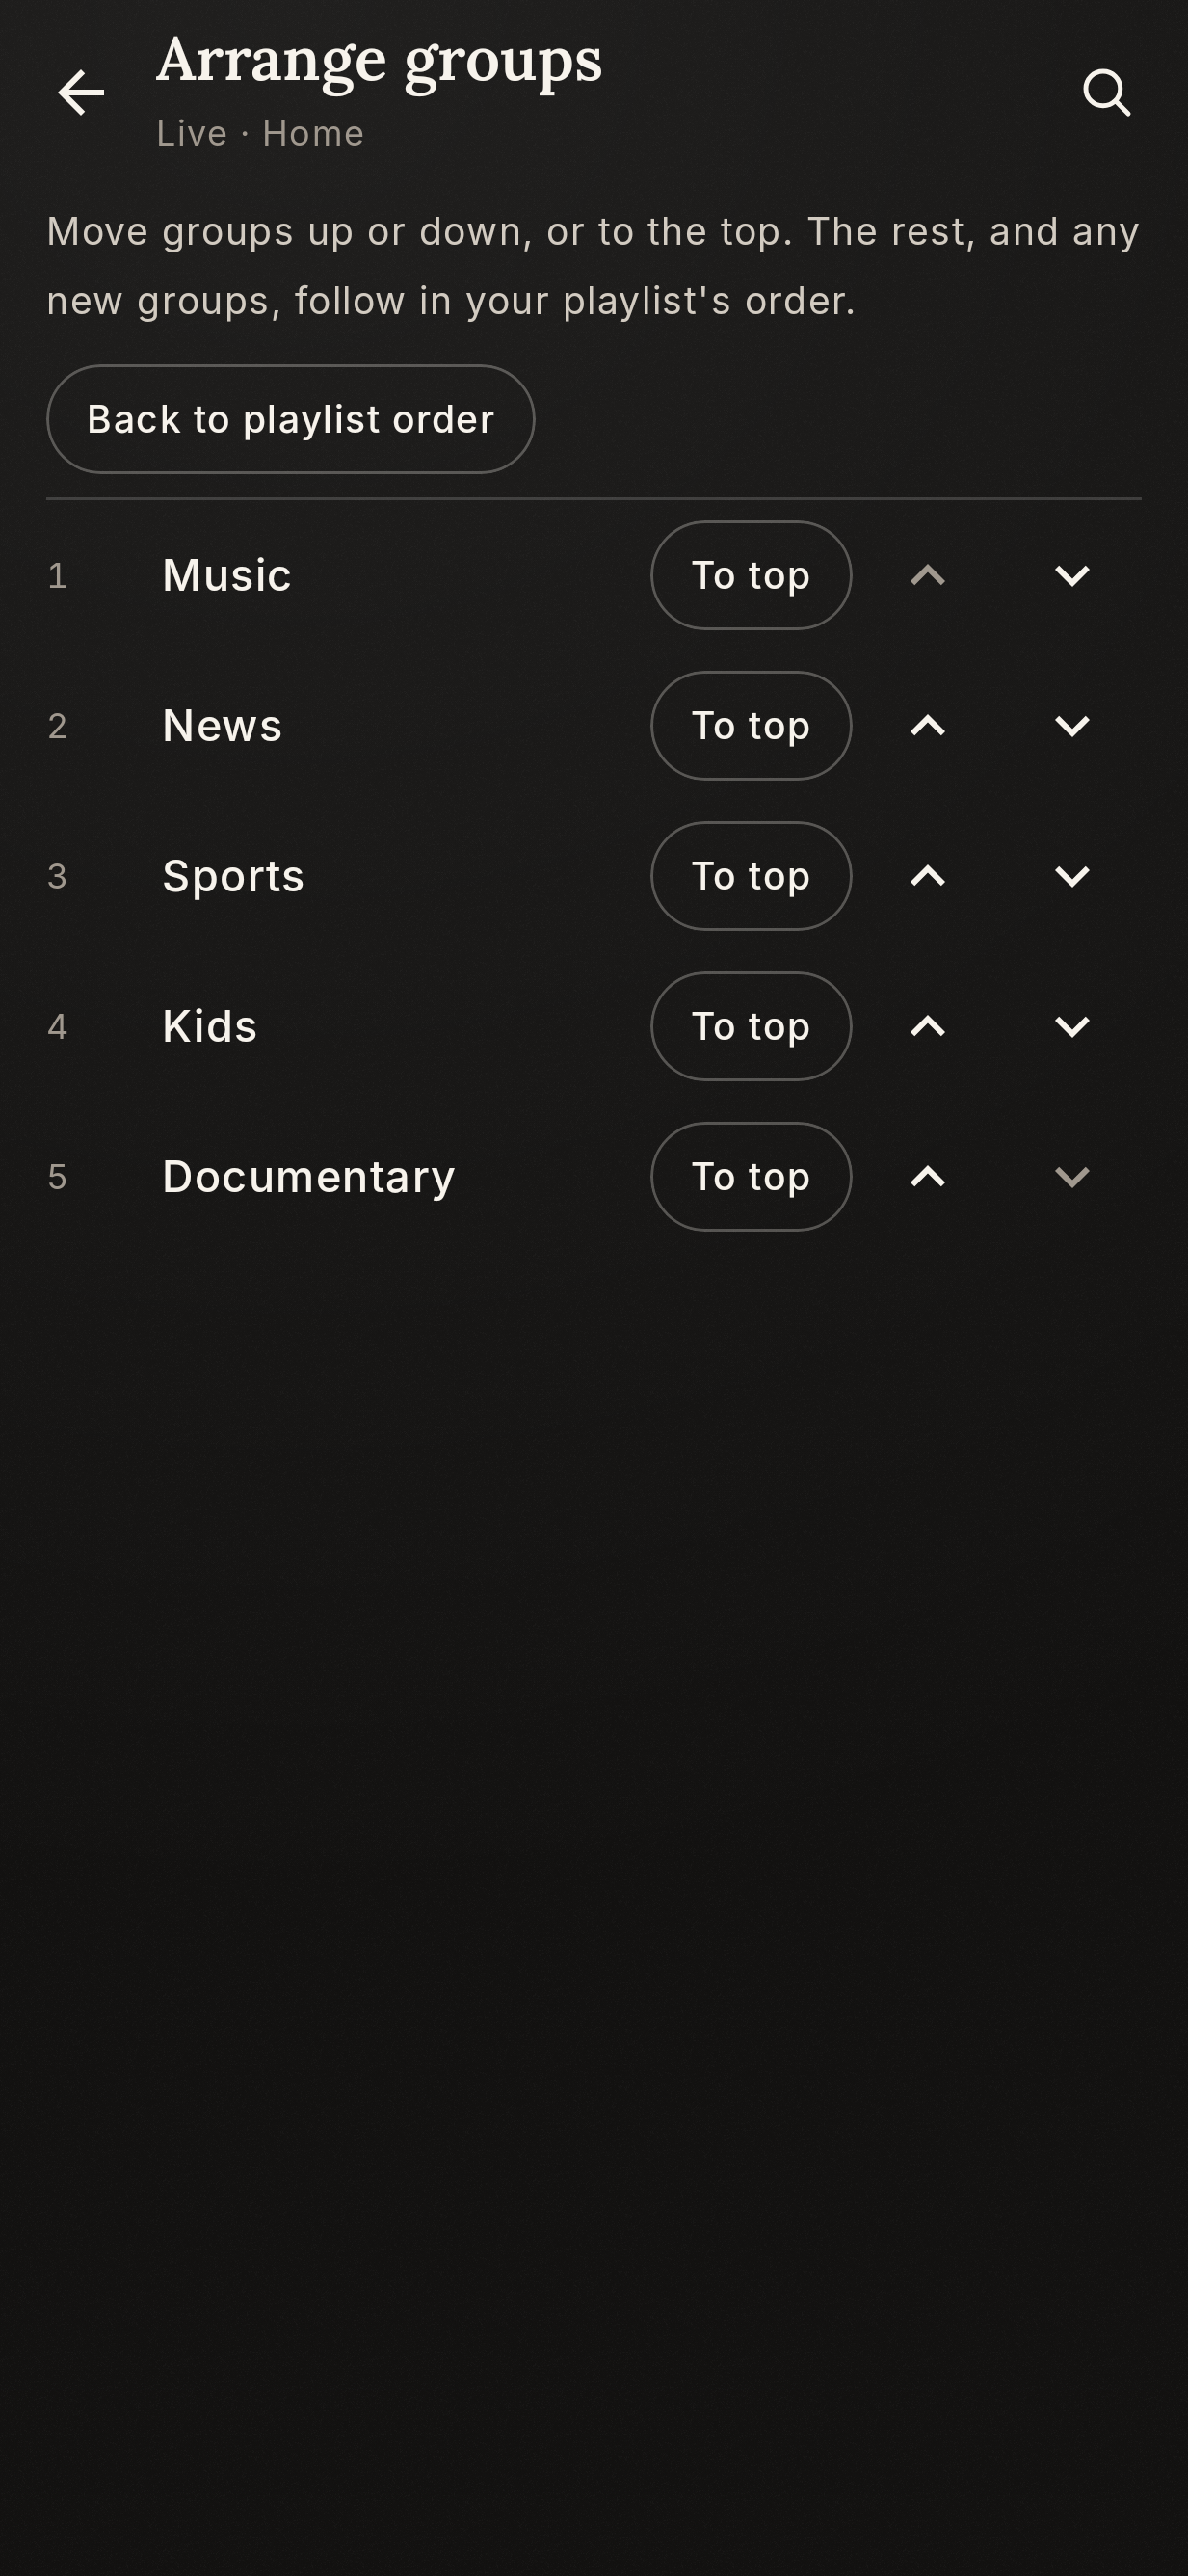 Arrange groups
Live · Home
Move groups up or down, or to the top. The rest, and any
new groups, follow in your playlist's order.
Back to playlist order
1 Music To top
2 News To top
3 Sports To top
4 Kids To top
5 Documentary To top